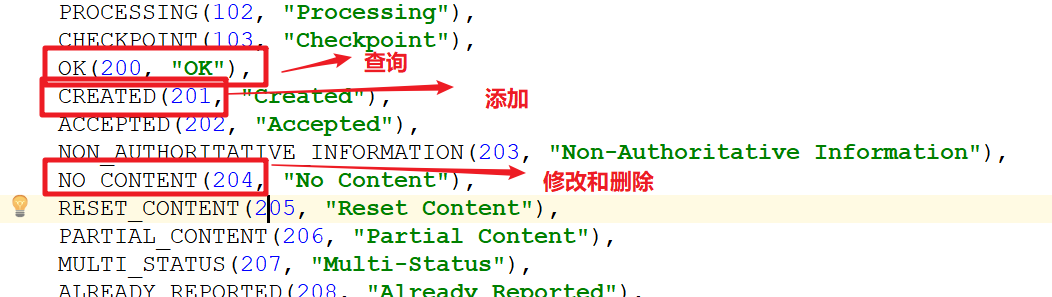 PROCESSING(102, "Processing"),
CHECKPOINT(103, "Checkpoint"),
OK(200, "OK"), 查询
CREATED(201, "Created"), 添加
ACCEPTED(202, "Accepted"),
NON_AUTHORITATIVE_INFORMATION(203, "Non-Authoritative Information"),
NO_CONTENT(204, "No Content"), 修改和删除
RESET_CONTENT(205, "Reset Content"),
PARTIAL_CONTENT(206, "Partial Content"),
MULTI_STATUS(207, "Multi-Status"),
ALREADY_REPORTED(208, "Already Reported"),